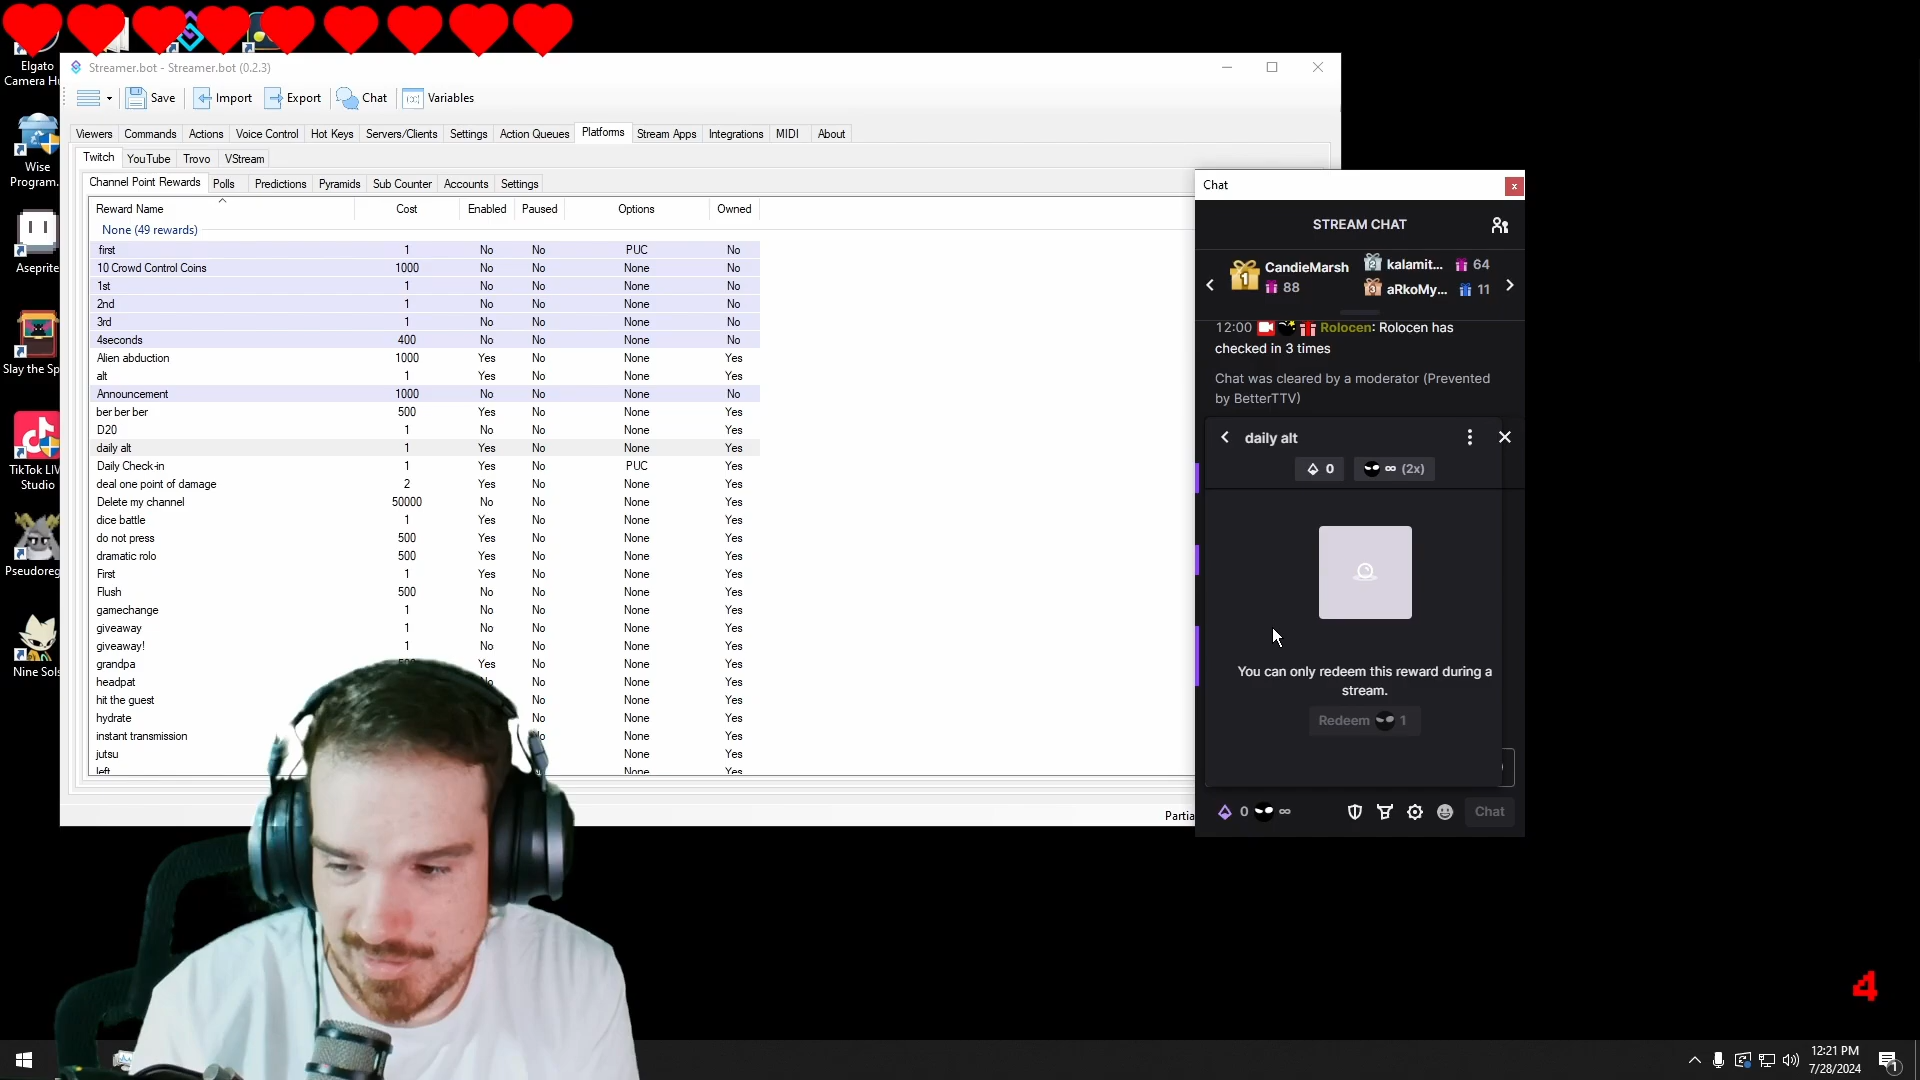 Elgato
Camera Hu
Wise
Program...
Aseprite
Slay the Sp
TikTok LIV
Studio
Pseudoreg
Nine Sols
Streamer.bot - Streamer.bot (0.2.3)
Save Import Export Chat Variables
Viewers Commands Actions Voice Control Hot Keys Servers/Clients Settings Action Queues Platforms Stream Apps Integrations MIDI About
Twitch YouTube Trovo VStream
Channel Point Rewards Polls Predictions Pyramids Sub Counter Accounts Settings
Reward Name Cost Enabled Paused Options Owned
None (49 rewards)
first 1 No No PUC No
10 Crowd Control Coins 1000 No No None No
1st 1 No No None No
2nd 1 No No None No
3rd 1 No No None No
4seconds 400 No No None No
Alien abduction 1000 Yes No None Yes
alt 1 Yes No None Yes
Announcement 1000 No No None No
ber ber ber 500 Yes No None Yes
D20 1 No No None Yes
daily alt 1 Yes No None Yes
Daily Check-in 1 Yes No PUC Yes
deal one point of damage 2 Yes No None Yes
Delete my channel 50000 No No None Yes
dice battle 1 Yes No None Yes
do not press 500 Yes No None Yes
dramatic rolo 500 Yes No None Yes
First 1 Yes No None Yes
Flush 500 No No None Yes
gamechange 1 No No None Yes
giveaway 1 No No None Yes
giveaway! 1 No No None Yes
grandpa Yes No None Yes
headpat No No None Yes
hit the guest No None Yes
hydrate No None Yes
instant transmission None Yes
jutsu None Yes
left None Yes
Partia
Chat x
STREAM CHAT
1 CandieMarsh 88
2 kalamit... 64
3 aRkoMy... 11
12:00 Rolocen: Rolocen has
checked in 3 times
Chat was cleared by a moderator (Prevented
by BetterTTV)
daily alt
0 ∞ (2x)
You can only redeem this reward during a
stream.
Redeem 1
0 ∞ Chat
4
12:21 PM
7/28/2024
1